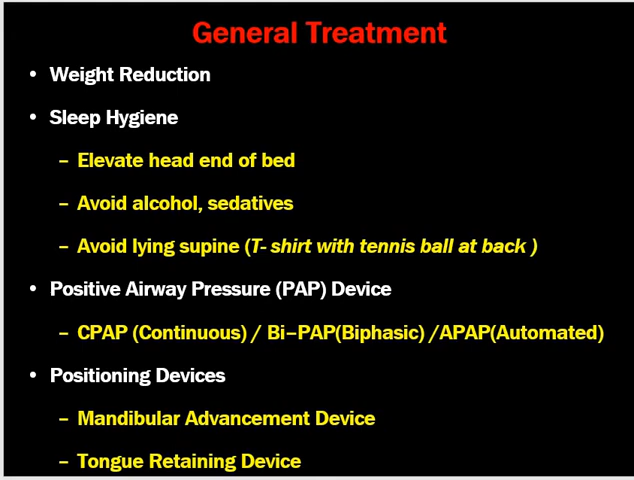 General Treatment
• Weight Reduction
• Sleep Hygiene
– Elevate head end of bed
– Avoid alcohol, sedatives
– Avoid lying supine (T- shirt with tennis ball at back )
• Positive Airway Pressure (PAP) Device
– CPAP (Continuous) / Bi–PAP(Biphasic) /APAP(Automated)
• Positioning Devices
– Mandibular Advancement Device
– Tongue Retaining Device